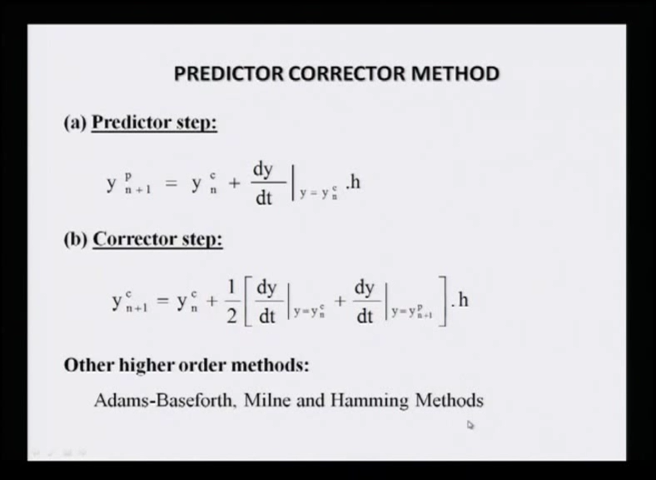 PREDICTOR CORRECTOR METHOD
(a) Predictor step:
y^p_{n+1} = y^c_n + dy/dt |_{y = y^c_n} .h
(b) Corrector step:
y^c_{n+1} = y^c_n + 1/2 [ dy/dt |_{y=y^c_n} + dy/dt |_{y=y^p_{n+1}} ] .h
Other higher order methods:
Adams-Baseforth, Milne and Hamming Methods